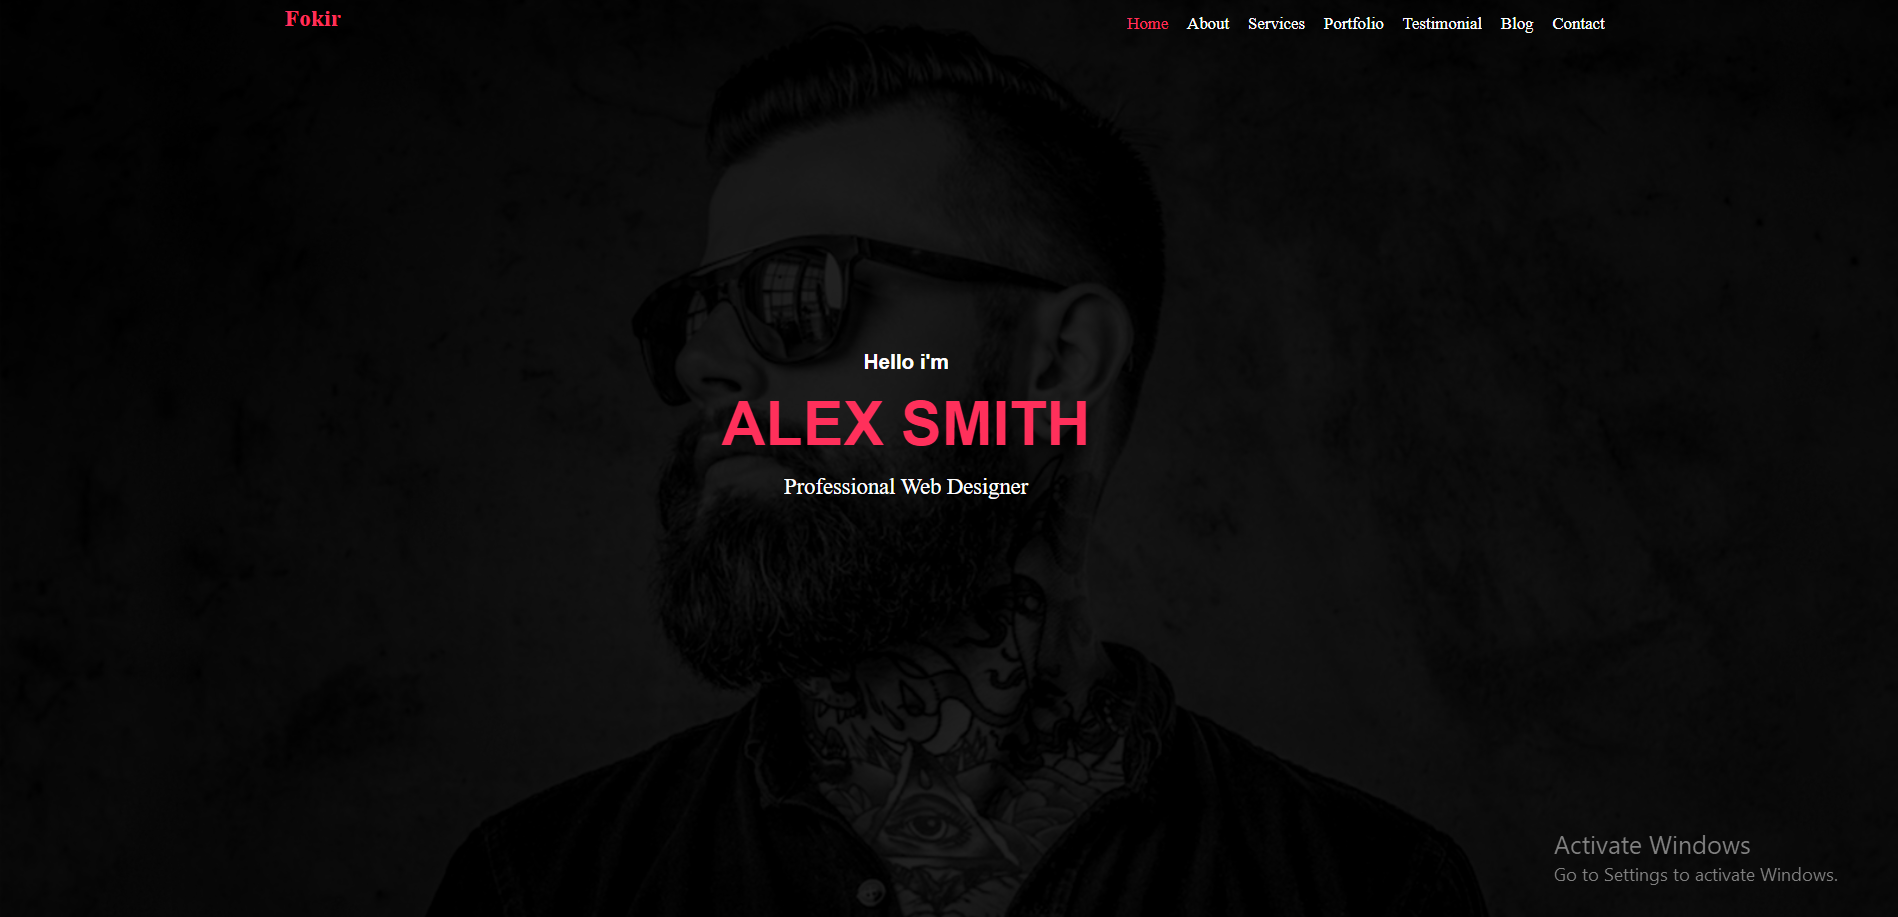 Fokir
Home About Services Portfolio Testimonial Blog Contact
Hello i'm
ALEX SMITH
Professional Web Designer
Activate Windows
Go to Settings to activate Windows.